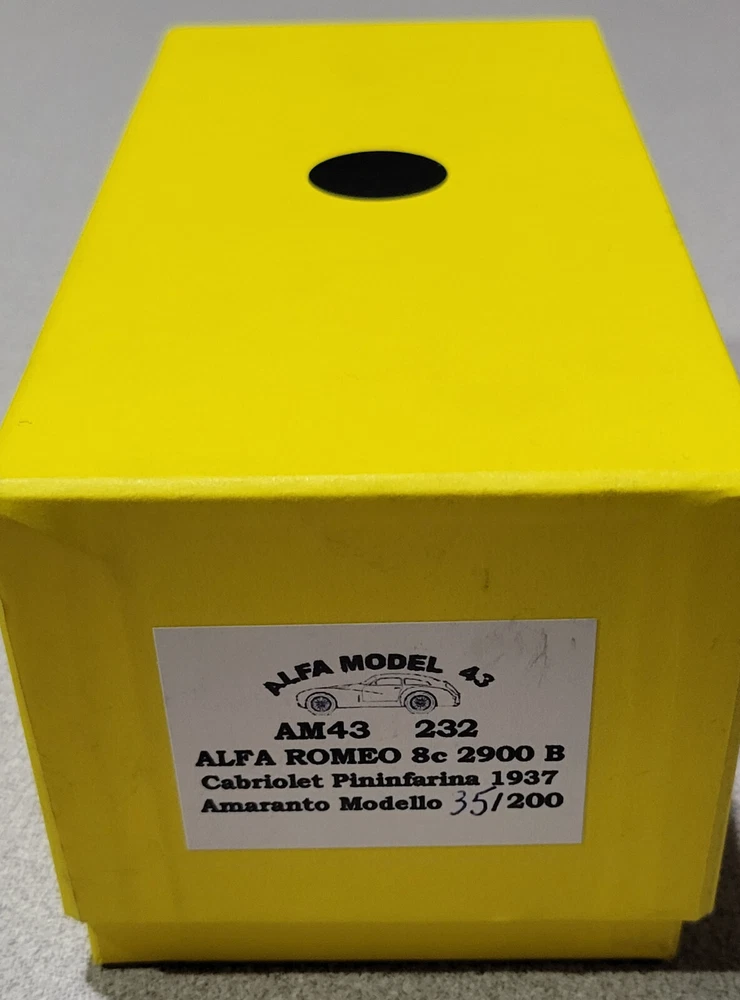 ALFA MODEL 43
AM43 232
ALFA ROMEO 8c 2900 B
Cabriolet Pininfarina 1937
Amaranto Modello 35/200